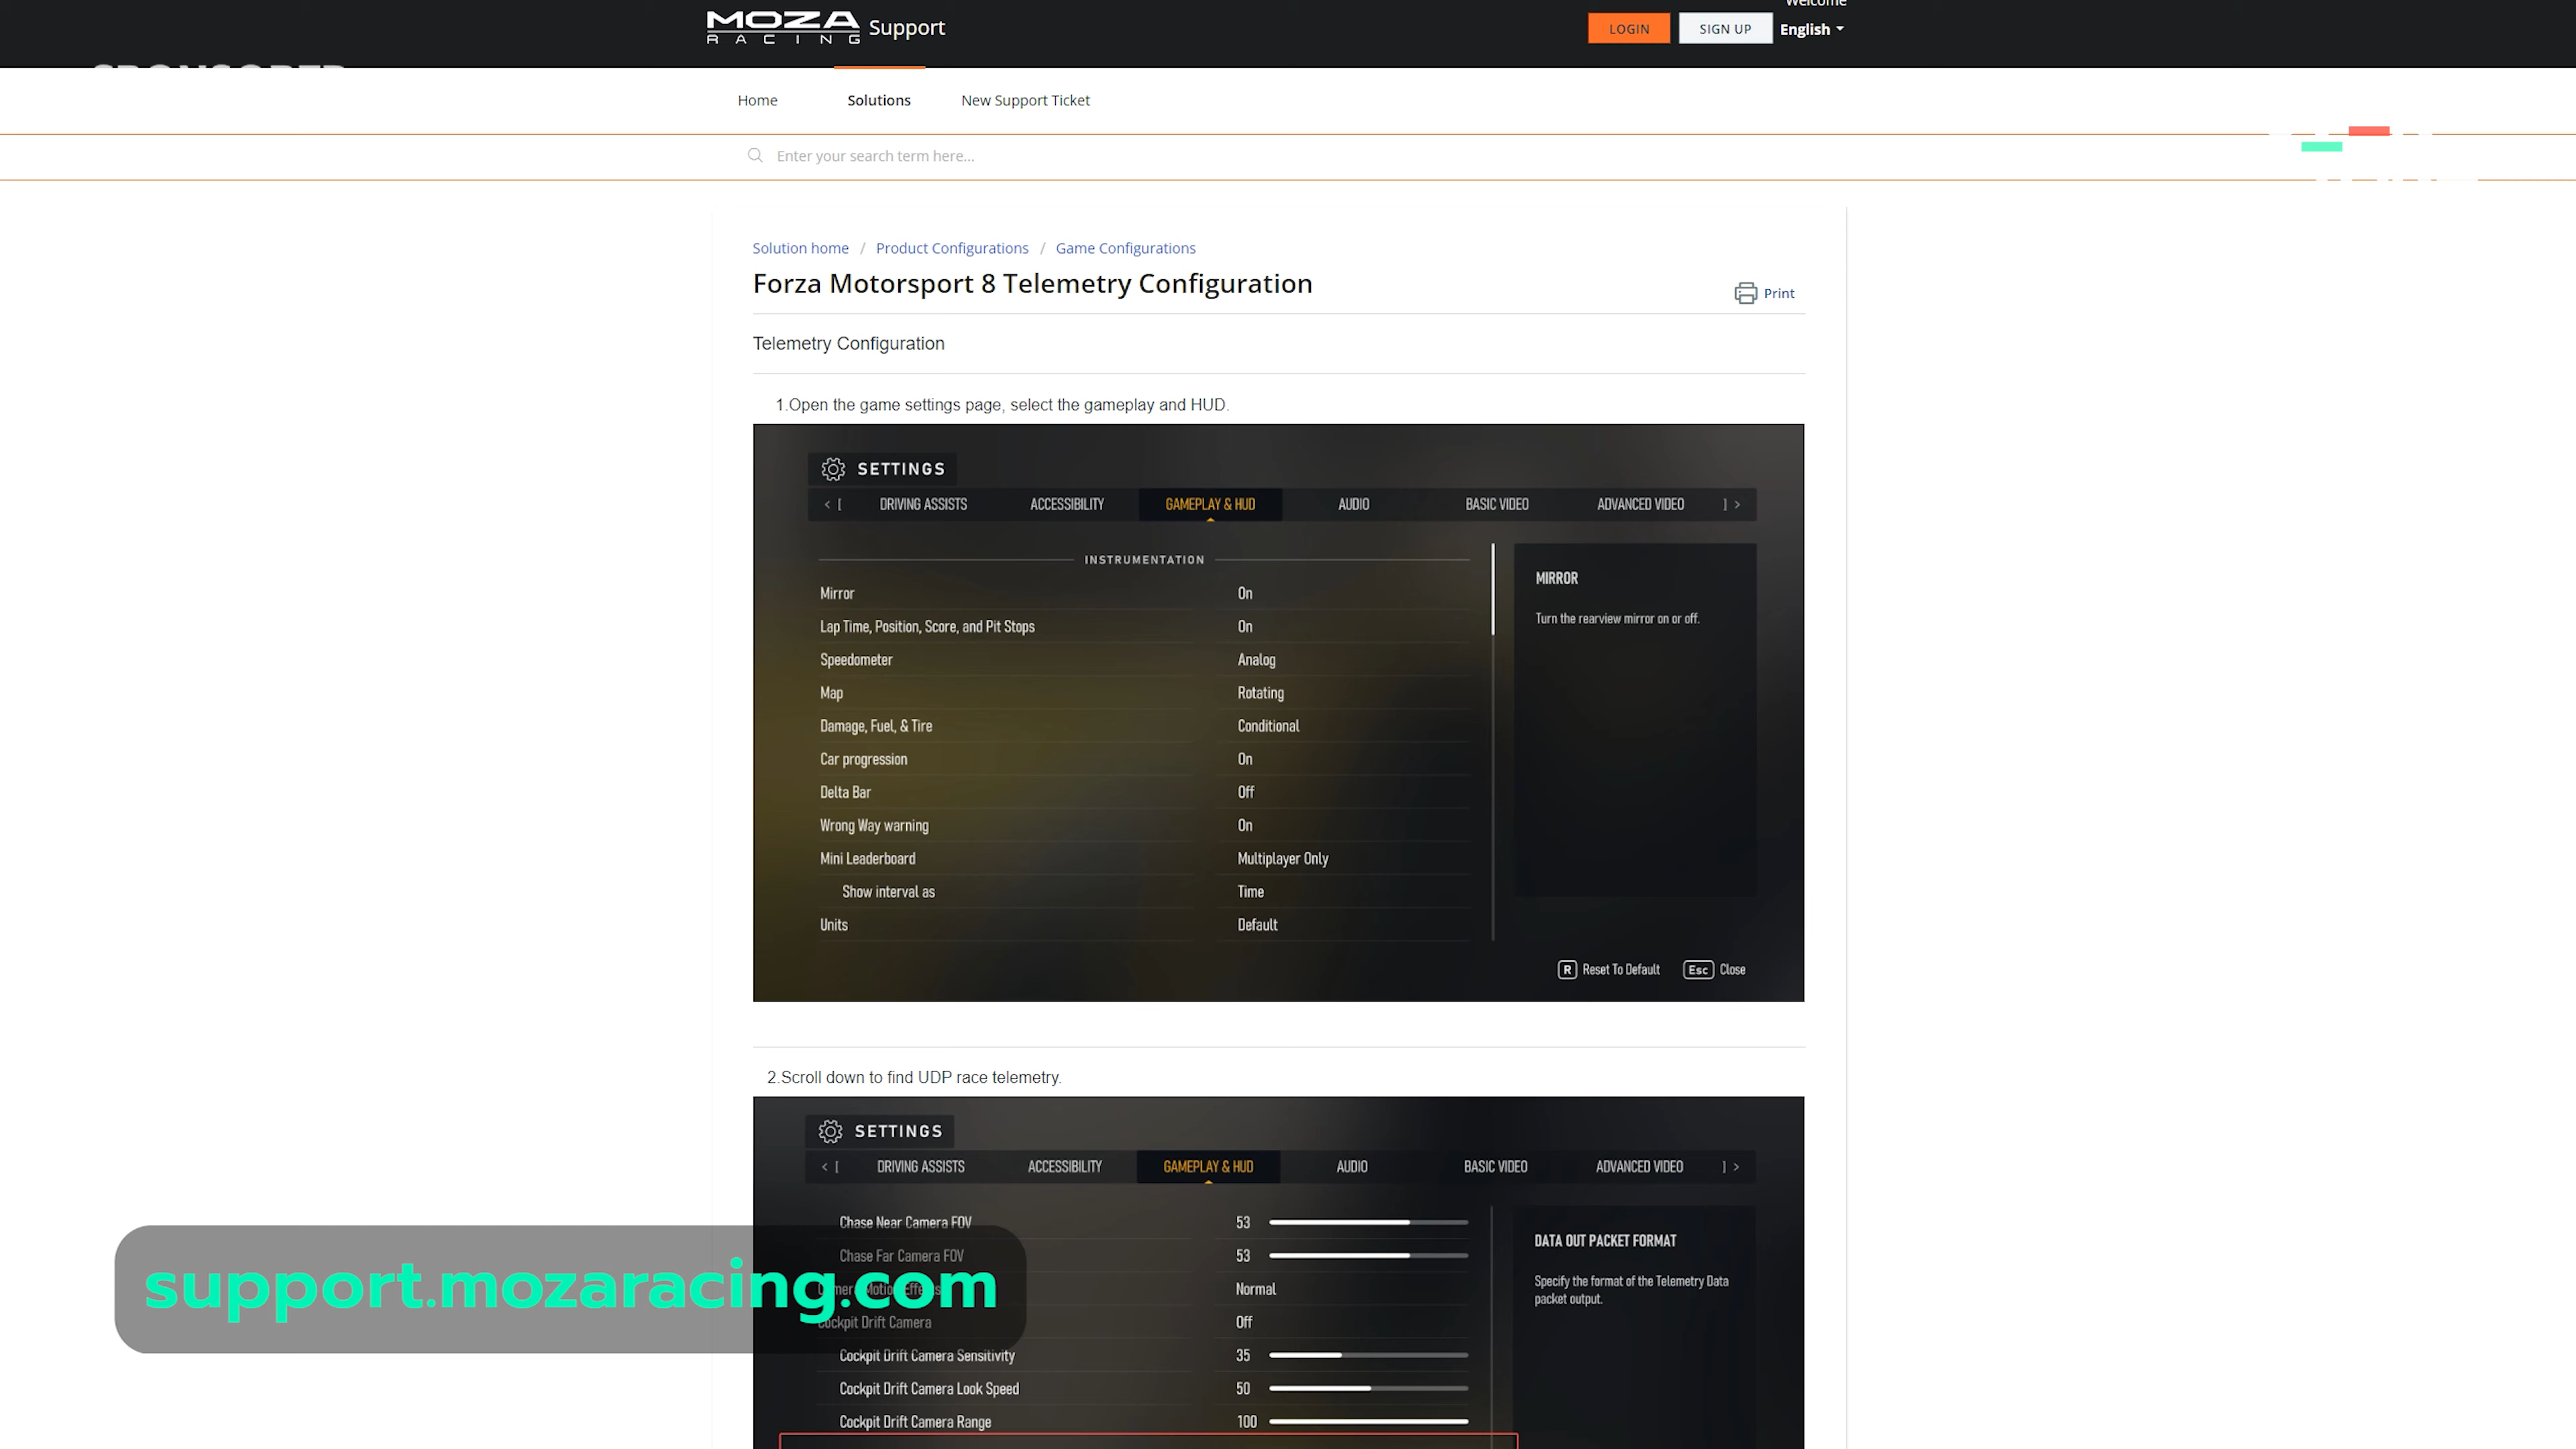 Welcome
MOZA RACING Support
LOGIN SIGN UP English
SPONSORED
Home Solutions New Support Ticket
Enter your search term here...
Solution home / Product Configurations / Game Configurations
Forza Motorsport 8 Telemetry Configuration
Print
Telemetry Configuration
1.Open the game settings page, select the gameplay and HUD.
SETTINGS
< [ DRIVING ASSISTS ACCESSIBILITY GAMEPLAY & HUD AUDIO BASIC VIDEO ADVANCED VIDEO ] >
INSTRUMENTATION
Mirror On
Lap Time, Position, Score, and Pit Stops On
Speedometer Analog
Map Rotating
Damage, Fuel, & Tire Conditional
Car progression On
Delta Bar Off
Wrong Way warning On
Mini Leaderboard Multiplayer Only
Show interval as Time
Units Default
MIRROR
Turn the rearview mirror on or off.
R Reset To Default Esc Close
2.Scroll down to find UDP race telemetry.
SETTINGS
< [ DRIVING ASSISTS ACCESSIBILITY GAMEPLAY & HUD AUDIO BASIC VIDEO ADVANCED VIDEO ] >
Chase Near Camera FOV 53
Chase Far Camera FOV 53
Camera Motion Effects Normal
Cockpit Drift Camera Off
Cockpit Drift Camera Sensitivity 35
Cockpit Drift Camera Look Speed 50
Cockpit Drift Camera Range 100
DATA OUT PACKET FORMAT
Specify the format of the Telemetry Data
packet output.
support.mozaracing.com